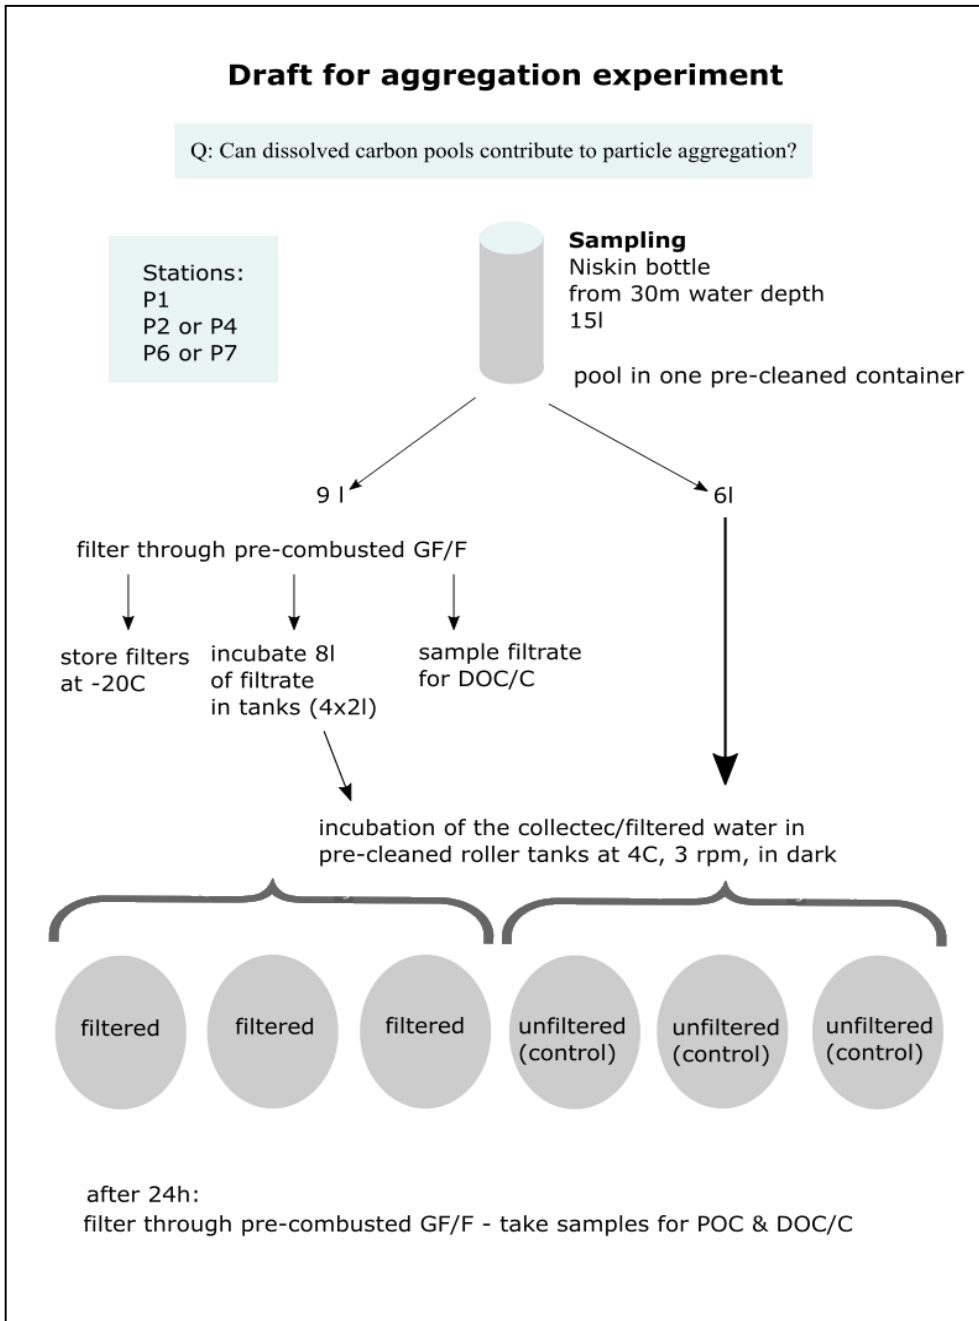 Draft for aggregation experiment
Q: Can dissolved carbon pools contribute to particle aggregation?
Stations:
P1
P2 or P4
P6 or P7
Sampling
Niskin bottle
from 30m water depth
15l
pool in one pre-cleaned container
9 l
6l
filter through pre-combusted GF/F
store filters
at -20C
incubate 8l
of filtrate
in tanks (4x2l)
sample filtrate
for DOC/C
incubation of the collectec/filtered water in
pre-cleaned roller tanks at 4C, 3 rpm, in dark
filtered
filtered
filtered
unfiltered
(control)
unfiltered
(control)
unfiltered
(control)
after 24h:
filter through pre-combusted GF/F - take samples for POC & DOC/C